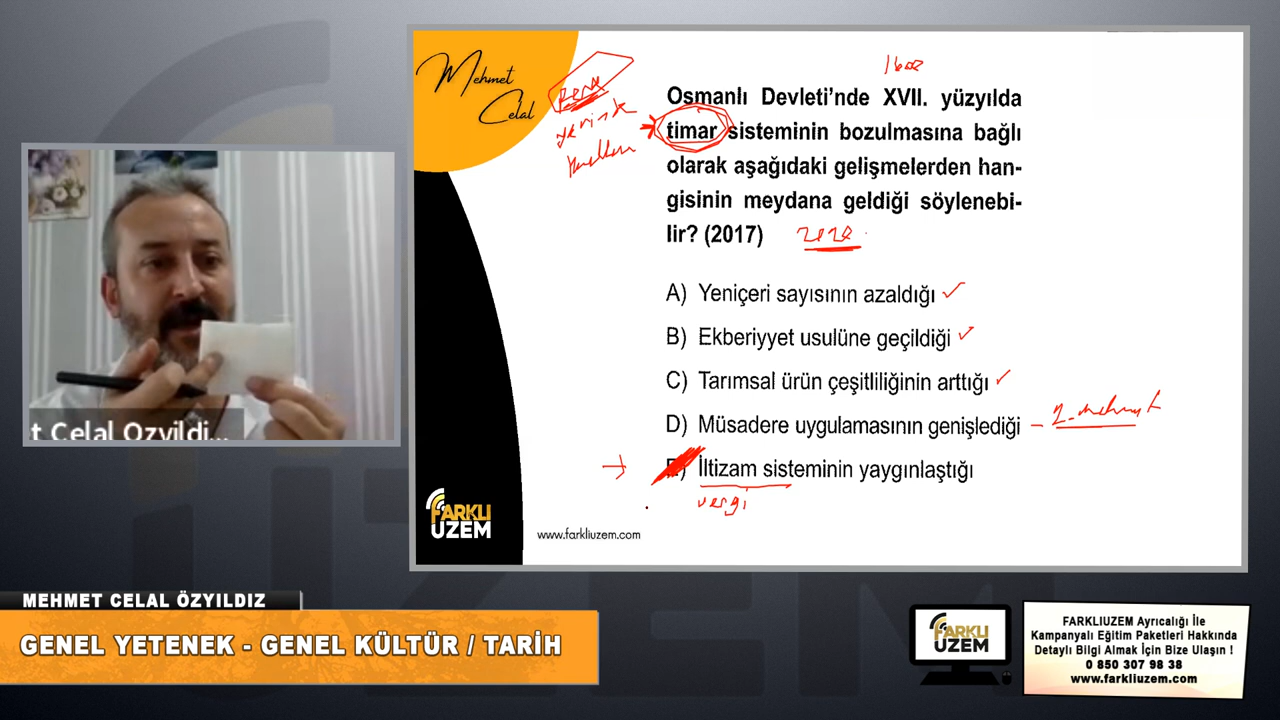 Mehmet
Celal
1600
Osmanlı Devleti'nde XVII. yüzyılda
timar sisteminin bozulmasına bağlı
olarak aşağıdaki gelişmelerden han-
gisinin meydana geldiği söylenebi-
lir? (2017)
A) Yeniçeri sayısının azaldığı
B) Ekberiyyet usulüne geçildiği
C) Tarımsal ürün çeşitliliğinin arttığı
D) Müsadere uygulamasının genişlediği
2. mehmet
E) İltizam sisteminin yaygınlaştığı
vergi
FARKLI
UZEM
www.farkliuzem.com
t Celal Ozyildi...
MEHMET CELAL ÖZYILDIZ
GENEL YETENEK - GENEL KÜLTÜR / TARİH
FARKLI
UZEM
FARKLIUZEM Ayrıcalığı İle
Kampanyalı Eğitim Paketleri Hakkında
Detaylı Bilgi Almak İçin Bize Ulaşın !
0 850 307 98 38
www.farkliuzem.com